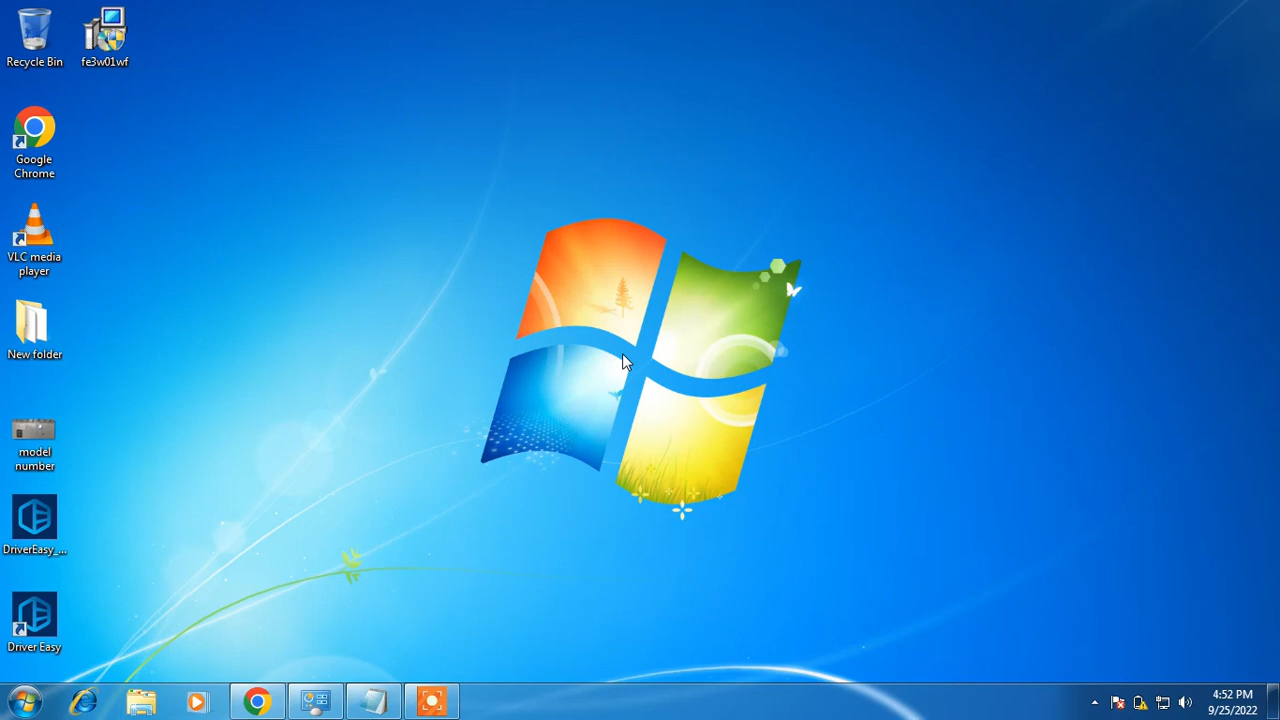 Recycle Bin
fe3w01wf
Google
Chrome
VLC media
player
New folder
model
number
DriverEasy_...
Driver Easy
4:52 PM
9/25/2022